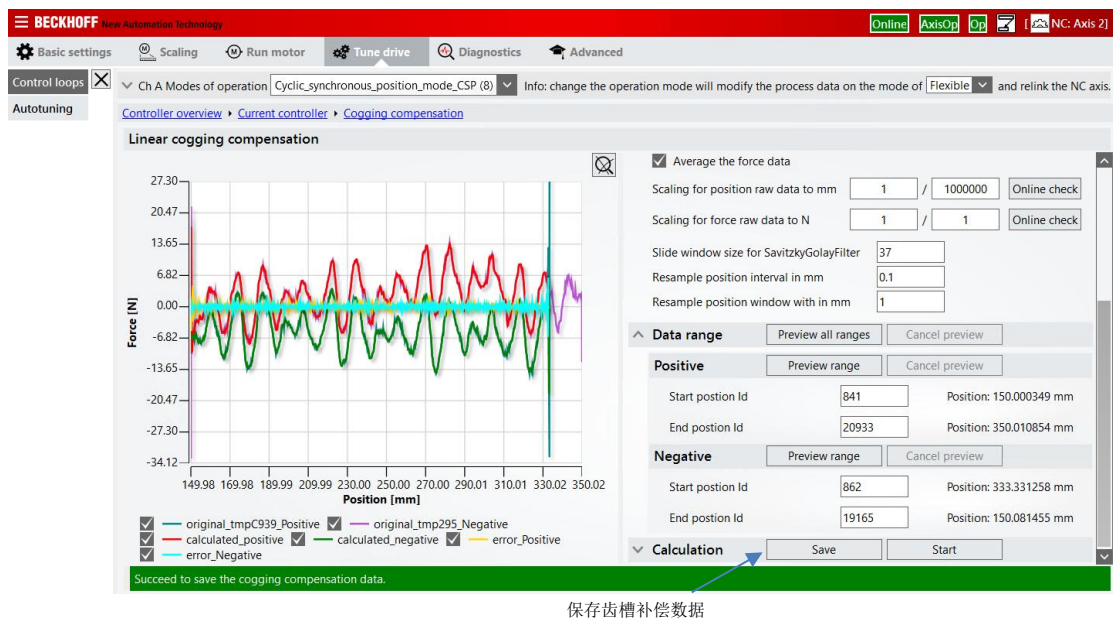 BECKHOFF New Automation Technology Online AxisOp Op [ NC: Axis 2]
Basic settings Scaling Run motor Tune drive Diagnostics Advanced
Control loops Ch A Modes of operation Cyclic_synchronous_position_mode_CSP (8) Info: change the operation mode will modify the process data on the mode of Flexible and relink the NC axis.
Autotuning
Controller overview Current controller Cogging compensation
Linear cogging compensation
Average the force data
Scaling for position raw data to mm 1 / 1000000 Online check
Scaling for force raw data to N 1 / 1 Online check
Slide window size for SavitzkyGolayFilter 37
Resample position interval in mm 0.1
Resample position window with in mm 1
Data range Preview all ranges Cancel preview
Positive Preview range Cancel preview
Start postion Id 841 Position: 150.000349 mm
End postion Id 20933 Position: 350.010854 mm
Negative Preview range Cancel preview
Start postion Id 862 Position: 333.331258 mm
End postion Id 19165 Position: 150.081455 mm
Calculation Save Start
Force [N]
27.30
20.47
13.65
6.82
0.00
-6.82
-13.65
-20.47
-27.30
-34.12
149.98 169.98 189.99 209.99 230.00 250.00 270.00 290.01 310.01 330.02 350.02
Position [mm]
original_tmpC939_Positive original_tmp295_Negative
calculated_positive calculated_negative error_Positive
error_Negative
Succeed to save the cogging compensation data.
保存齿槽补偿数据